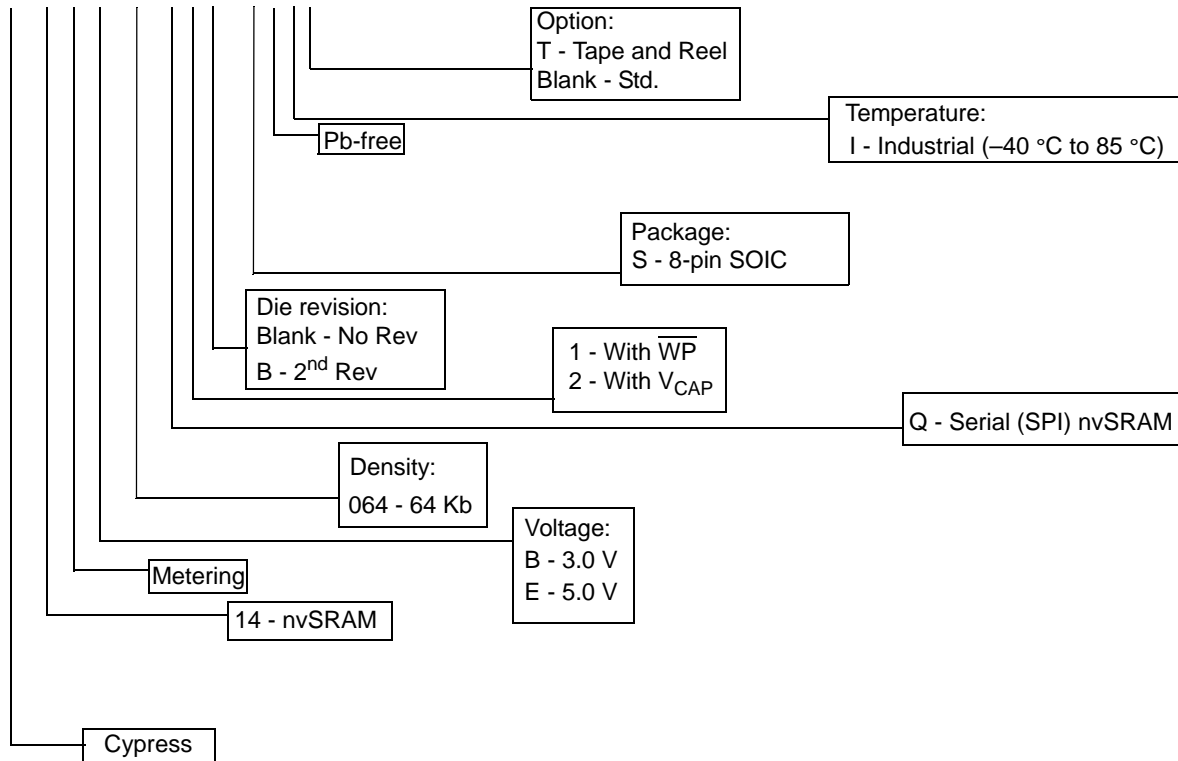 Option:
T - Tape and Reel
Blank - Std.
Temperature:
I - Industrial (–40 °C to 85 °C)
Pb-free
Package:
S - 8-pin SOIC
Die revision:
Blank - No Rev
B - 2nd Rev
1 - With W̅P̅
2 - With VCAP
Q - Serial (SPI) nvSRAM
Density:
064 - 64 Kb
Voltage:
B - 3.0 V
E - 5.0 V
Metering
14 - nvSRAM
Cypress